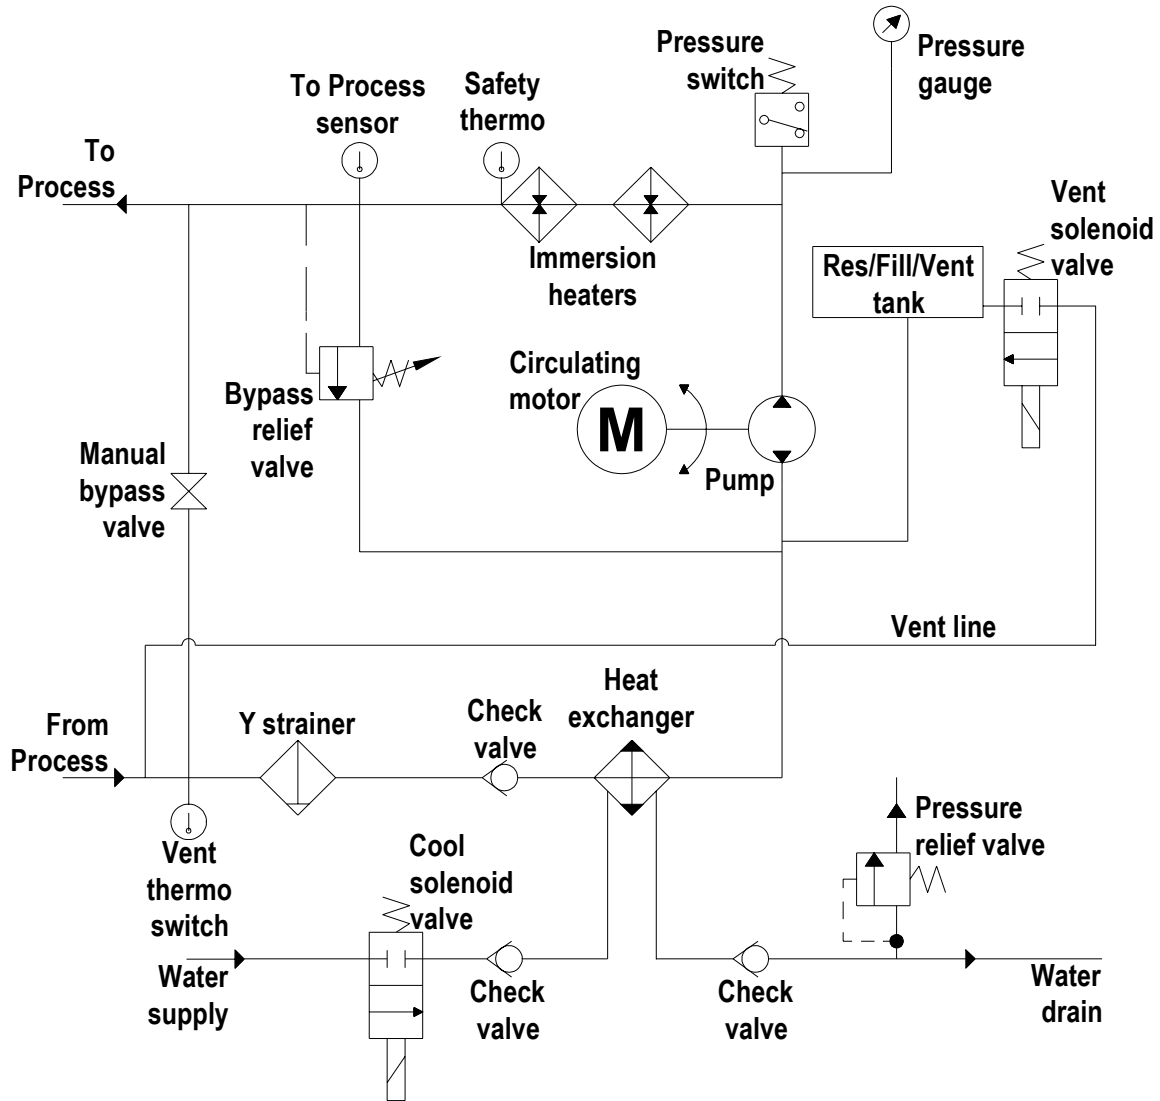 Pressure
switch
Pressure
gauge
To Process
sensor
Safety
thermo
To
Process
Vent
solenoid
valve
Immersion
heaters
Res/Fill/Vent
tank
Circulating
motor
M
Bypass
relief
valve
Manual
bypass
valve
Pump
Vent line
Heat
exchanger
Check
valve
Y strainer
From
Process
Pressure
relief valve
Vent
thermo
switch
Cool
solenoid
valve
Water
supply
Check
valve
Check
valve
Water
drain